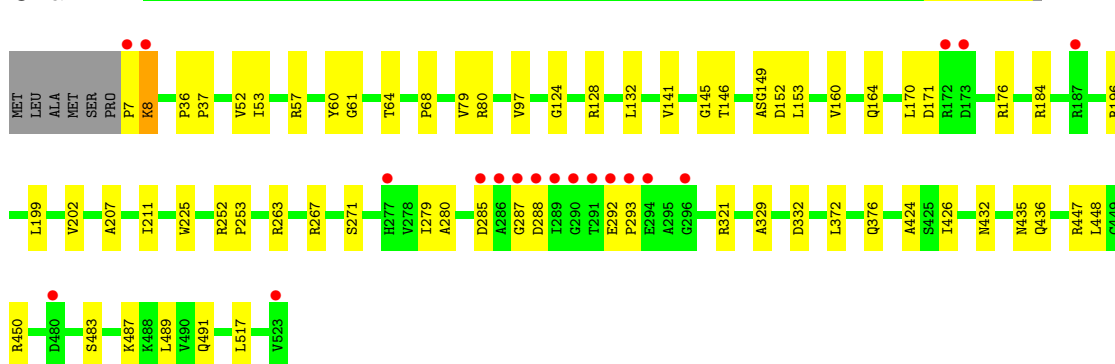 MET LEU ALA MET SER PRO P7 K8 P36 P37 V52 I53 R57 Y60 G61 T64 P68 V79 R80 V97 G124 R128 L132 V141 G145 T146 ASG149 D152 L153 V160 Q164 L170 D171 R172 D173 R176 R184 R187
L199 V202 A207 I211 W225 R252 P253 R263 R267 S271 H277 V278 I279 A280 D285 A286 G287 D288 I289 G290 T291 E292 P293 E294 A295 G296 R321 A329 D332 L372 Q376 A424 S425 I426 N432 N435 Q436 R447 L448
R450 D480 S483 K487 K488 L489 V490 Q491 L517 V523